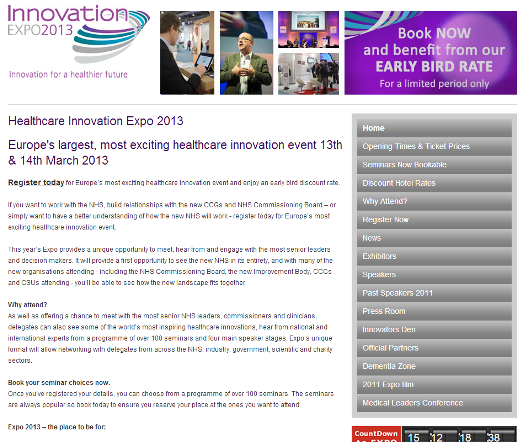 Innovation
EXPO2013
Innovation for a healthier future
Book NOW
and benefit from our
EARLY BIRD RATE
For a limited period only
Healthcare Innovation Expo 2013
Europe's largest, most exciting healthcare innovation event 13th
& 14th March 2013
Register today for Europe's most exciting healthcare innovation event and enjoy an early bird discount rate.
If you want to work with the NHS, build relationships with the new CCGs and NHS Commissioning Board – or
simply want to have a better understanding of how the new NHS will work - register today for Europe's most
exciting healthcare innovation event.
This year's Expo provides a unique opportunity to meet, hear from and engage with the most senior leaders
and decision makers. It will provide a first opportunity to see the new NHS in its entirety, and with many of the
new organisations attending - including the NHS Commissioning Board, the new Improvement Body, CCGs
and CSUs attending - you'll be able to see how the new landscape fits together.
Why attend?
As well as offering a chance to meet with the most senior NHS leaders, commissioners and clinicians,
delegates can also see some of the world's most inspiring healthcare innovations, hear from national and
international experts from a programme of over 100 seminars and four main speaker stages. Expo's unique
format will allow networking with delegates from across the NHS, industry, government, scientific and charity
sectors.
Book your seminar choices now.
Once you've registered your details, you can choose from a programme of over 100 seminars. The seminars
are always popular so book today to ensure you reserve your place at the ones you want to attend.
Expo 2013 – the place to be for:
Home
Opening Times & Ticket Prices
Seminars Now Bookable
Discount Hotel Rates
Why Attend?
Register Now
News
Exhibitors
Speakers
Past Speakers 2011
Press Room
Innovators Den
Official Partners
Dementia Zone
2011 Expo film
Medical Leaders Conference
CountDown
to EXPO
15 12 18 38